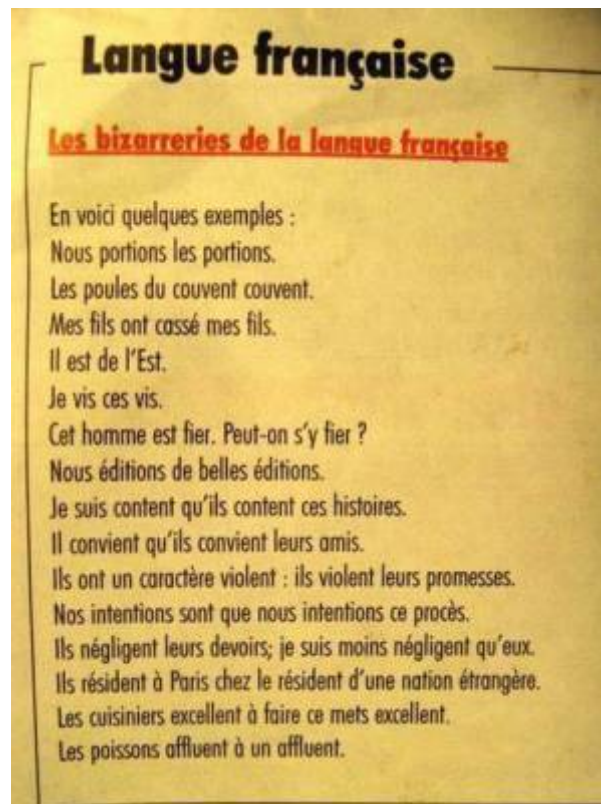 Langue française
Les bizarreries de la langue française
En voici quelques exemples :
Nous portions les portions.
Les poules du couvent couvent.
Mes fils ont cassé mes fils.
Il est de l'Est.
Je vis ces vis.
Cet homme est fier. Peut-on s'y fier ?
Nous éditions de belles éditions.
Je suis content qu'ils content ces histoires.
Il convient qu'ils convient leurs amis.
Ils ont un caractère violent : ils violent leurs promesses.
Nos intentions sont que nous intentions ce procès.
Ils négligent leurs devoirs; je suis moins négligent qu'eux.
Ils résident à Paris chez le résident d'une nation étrangère.
Les cuisiniers excellent à faire ce mets excellent.
Les poissons affluent à un affluent.